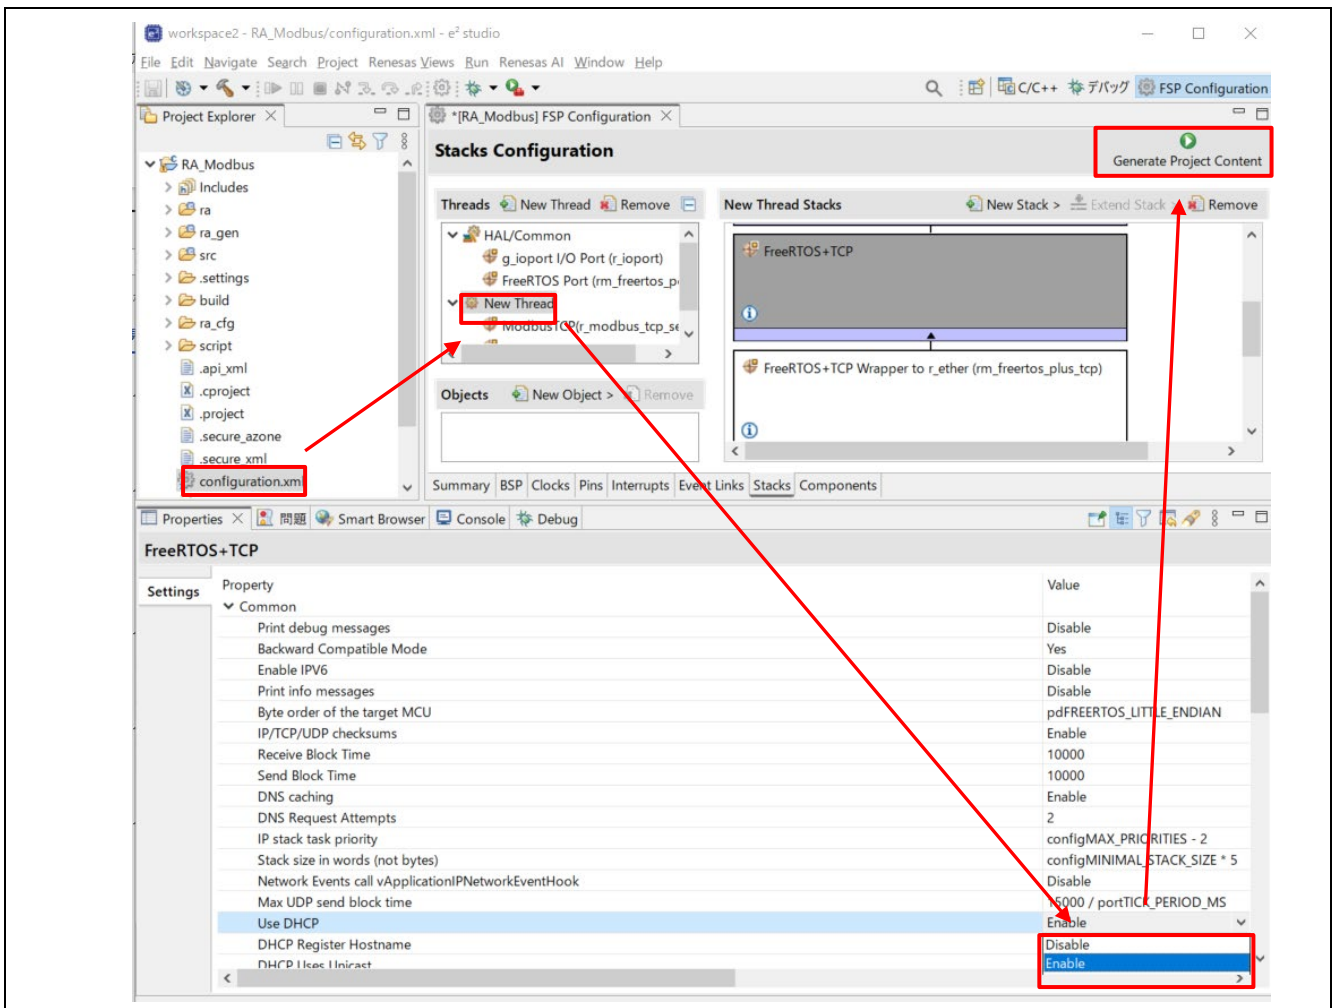 workspace2 - RA_Modbus/configuration.xml - e² studio
File Edit Navigate Search Project Renesas Views Run Renesas AI Window Help
C/C++ デバッグ FSP Configuration
Project Explorer
*[RA_Modbus] FSP Configuration
Stacks Configuration
Generate Project Content
RA_Modbus
Includes
ra
ra_gen
src
.settings
build
ra_cfg
script
.api_xml
.cproject
.project
.secure_azone
.secure_xml
configuration.xml
Threads New Thread Remove
HAL/Common
g_ioport I/O Port (r_ioport)
FreeRTOS Port (rm_freertos_p
New Thread
ModbusTCP(r_modbus_tcp_se
Objects New Object > Remove
New Thread Stacks New Stack > Extend Stack > Remove
FreeRTOS+TCP
FreeRTOS+TCP Wrapper to r_ether (rm_freertos_plus_tcp)
Summary BSP Clocks Pins Interrupts Event Links Stacks Components
Properties 問題 Smart Browser Console Debug
FreeRTOS+TCP
Settings
Property Value
Common
Print debug messages Disable
Backward Compatible Mode Yes
Enable IPV6 Disable
Print info messages Disable
Byte order of the target MCU pdFREERTOS_LITTLE_ENDIAN
IP/TCP/UDP checksums Enable
Receive Block Time 10000
Send Block Time 10000
DNS caching Enable
DNS Request Attempts 2
IP stack task priority configMAX_PRIORITIES - 2
Stack size in words (not bytes) configMINIMAL_STACK_SIZE * 5
Network Events call vApplicationIPNetworkEventHook Disable
Max UDP send block time 15000 / portTICK_PERIOD_MS
Use DHCP Enable
DHCP Register Hostname Disable
DHCP Uses Unicast Enable